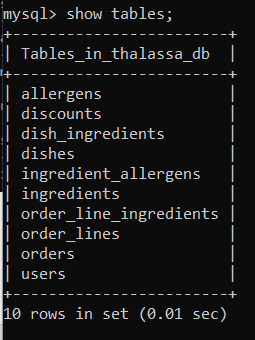 mysql> show tables;
+-----------------------+
| Tables_in_thalassa_db |
+-----------------------+
| allergens             |
| discounts             |
| dish_ingredients      |
| dishes                |
| ingredient_allergens  |
| ingredients           |
| order_line_ingredients |
| order_lines           |
| orders                |
| users                 |
+-----------------------+
10 rows in set (0.01 sec)